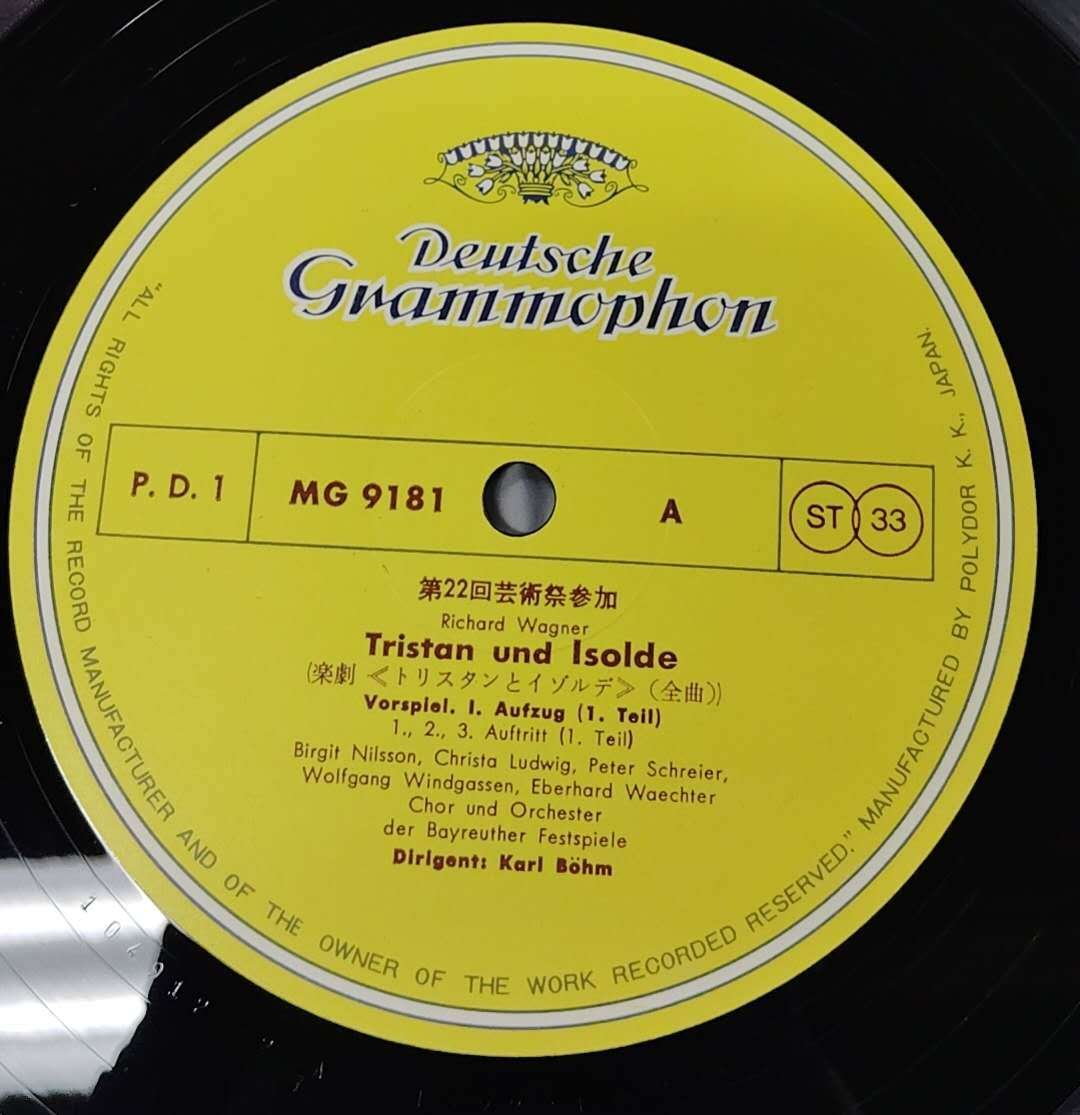 Deutsche
Grammophon
P. D. 1
MG 9181
A
ST 33
第22回芸術祭参加
Richard Wagner
Tristan und Isolde
(楽劇 ≪トリスタンとイゾルデ≫ (全曲))
Vorspiel. I. Aufzug (1. Teil)
1., 2., 3. Auftritt (1. Teil)
Birgit Nilsson, Christa Ludwig, Peter Schreier,
Wolfgang Windgassen, Eberhard Waechter
Chor und Orchester
der Bayreuther Festspiele
Dirigent: Karl Böhm
"ALL RIGHTS OF THE RECORD MANUFACTURER AND OF THE OWNER OF THE WORK RECORDED RESERVED." MANUFACTURED BY POLYDOR K. K., JAPAN.